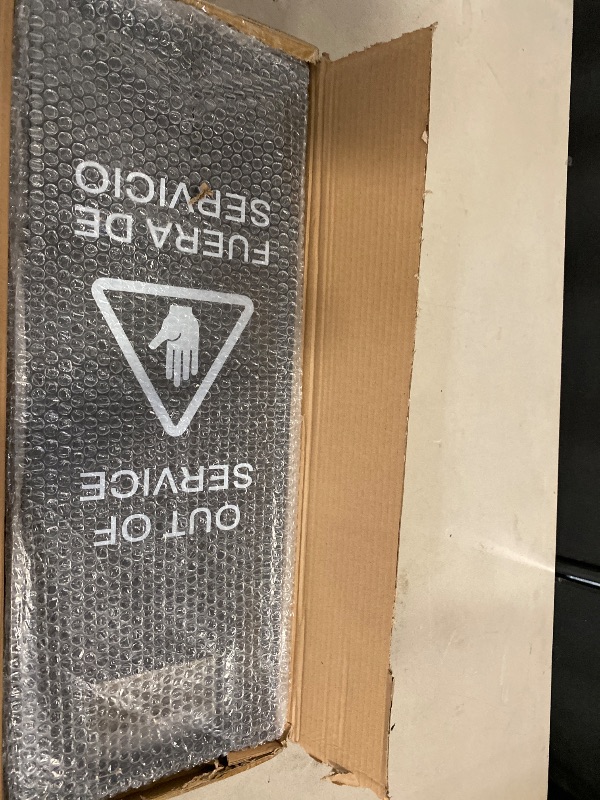 OUT OF
SERVICE
FUERA DE
SERVICIO